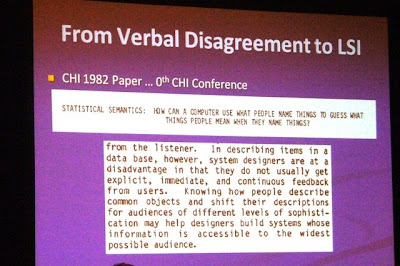 From Verbal Disagreement to LSI
CHI 1982 Paper ... 0th CHI Conference
STATISTICAL SEMANTICS: HOW CAN A COMPUTER USE WHAT PEOPLE NAME THINGS TO GUESS WHAT
THINGS PEOPLE MEAN WHEN THEY NAME THINGS?
from the listener. In describing items in a
data base, however, system designers are at a
disadvantage in that they do not usually get
explicit, immediate, and continuous feedback
from users. Knowing how people describe
common objects and shift their descriptions
for audiences of different levels of sophisti-
cation may help designers build systems whose
information is accessible to the widest
possible audience.